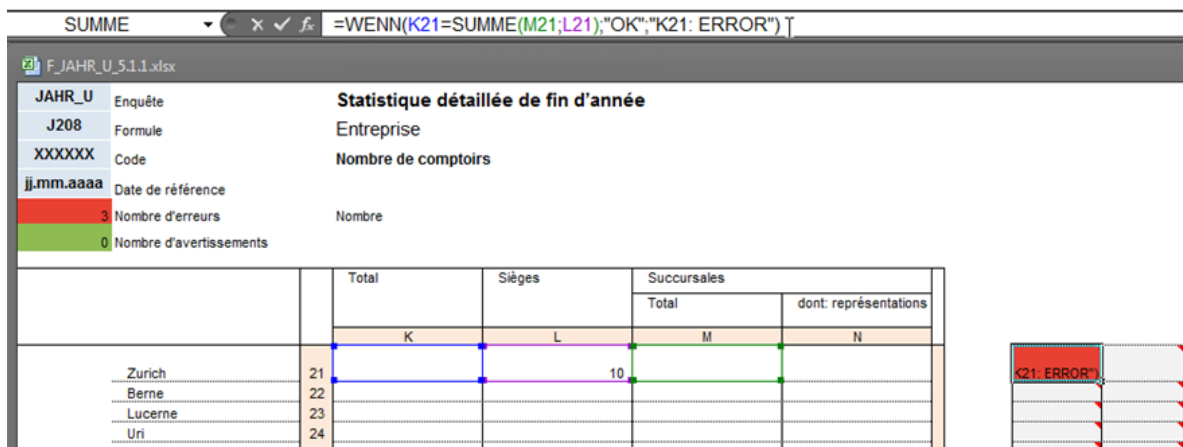 SUMME =WENN(K21=SUMME(M21;L21);"OK";"K21: ERROR")
F_JAHR_U_5.1.1.xlsx
JAHR_U Enquête Statistique détaillée de fin d'année
J208 Formule Entreprise
XXXXXX Code Nombre de comptoirs
jj.mm.aaaa Date de référence
3 Nombre d'erreurs Nombre
0 Nombre d'avertissements
Total Sièges Succursales
Total dont: représentations
K L M N
Zurich 21 10 K21: ERROR")
Berne 22
Lucerne 23
Uri 24